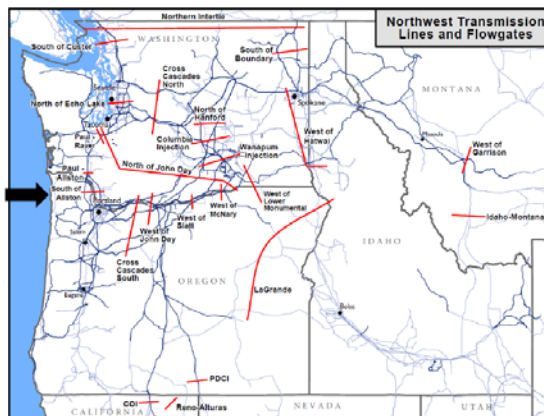 Northwest Transmission
Lines and Flowgates
Northern Intertie
WASHINGTON
South of Custer
South of
Boundary
Cross
Cascades
North
MONTANA
Seattle
Spokane
North of Echo Lake
North of
Hanford
Tacoma
Paul -
Raver
Columbia
Injection
Wanapum
Injection
West of
Hatwai
Missoula
West of
Garrison
North of John Day
Paul -
Allston
South of
Allston
West of
Lower
Monumental
Portland
West of
McNary
West of
Slatt
West of
John Day
Idaho-Montana
Salem
Cross
Cascades
South
IDAHO
OREGON
LaGrande
Eugene
Boise
PDCI
COI
Reno-Alturas
CALIFORNIA
NEVADA
UTAH